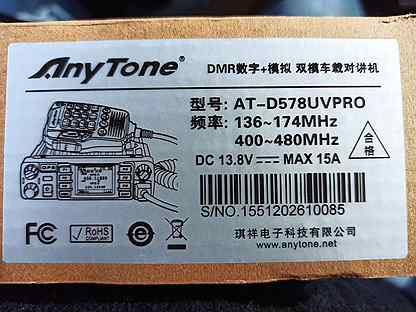 AnyTone®
DMR数字+模拟 双模车载对讲机
型号: AT-D578UVPRO
频率: 136~174MHz
400~480MHz
DC 13.8V MAX 15A
合格
S/NO.1551202610085
FC
RoHS
COMPLIANT
e
琪祥电子科技有限公司
www.anytone.net